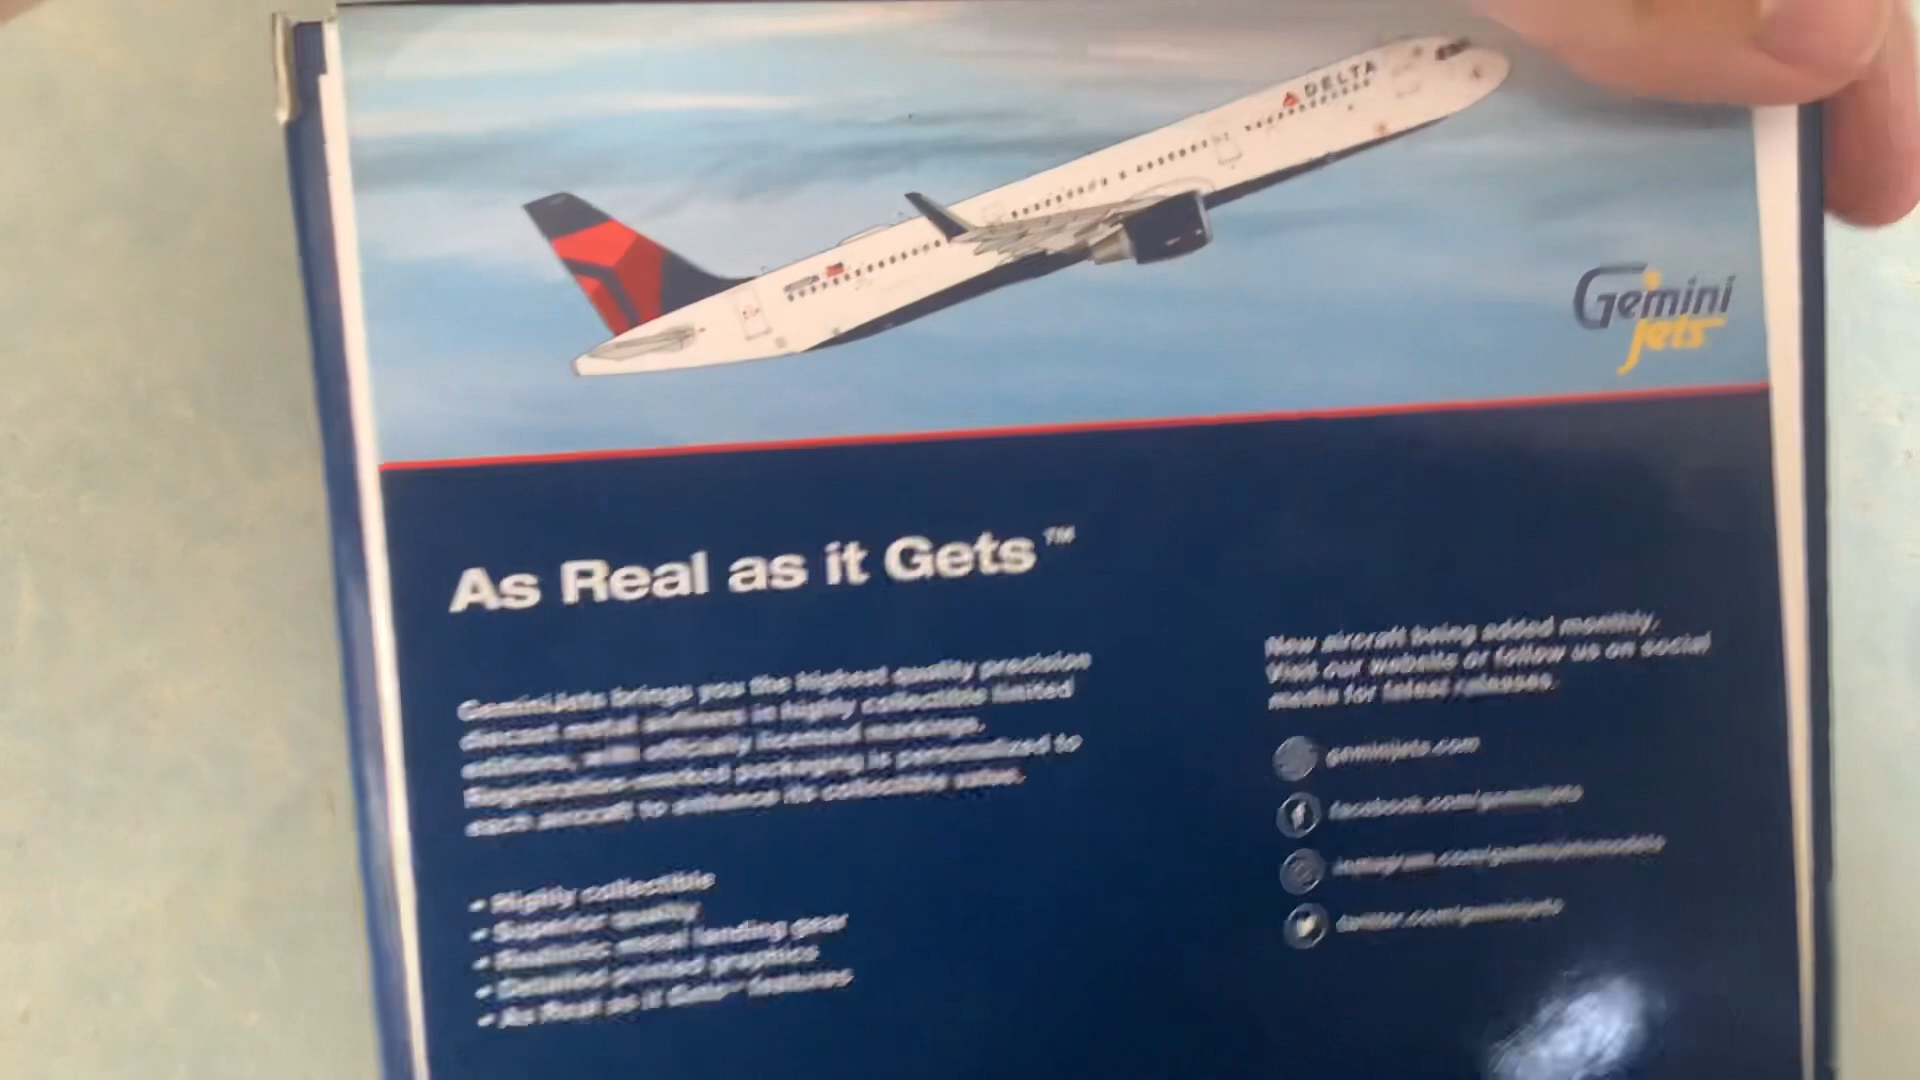 DELTA
Gemini
Jets
As Real as it Gets™
GeminiJets brings you the highest quality precision
diecast metal airliners in highly collectible limited
editions, with officially licensed markings.
Registration-marked packaging is personalized to
each aircraft to enhance its collectible value.
• Highly collectible
• Superior quality
• Realistic metal landing gear
• Detailed printed graphics
• As Real as it Gets™ features
New aircraft being added monthly.
Visit our website or follow us on social
media for latest releases.
geminijets.com
facebook.com/geminijets
instagram.com/geminijetsmodels
twitter.com/geminijets